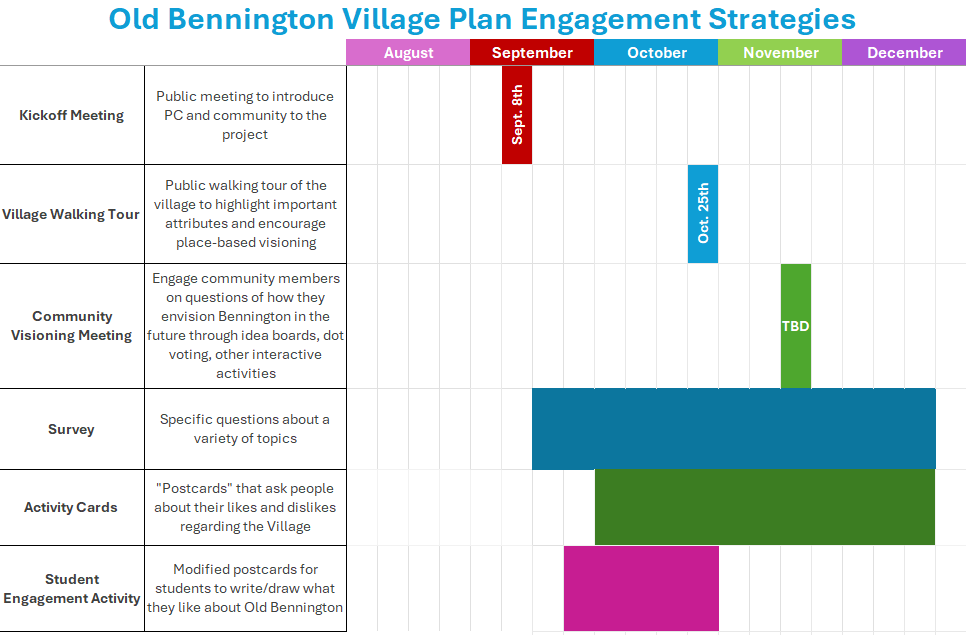 Old Bennington Village Plan Engagement Strategies
August September October November December
Kickoff Meeting
Public meeting to introduce
PC and community to the
project
Sept. 8th
Village Walking Tour
Public walking tour of the
village to highlight important
attributes and encourage
place-based visioning
Oct. 25th
Community
Visioning Meeting
Engage community members
on questions of how they
envision Bennington in the
future through idea boards, dot
voting, other interactive
activities
TBD
Survey
Specific questions about a
variety of topics
Activity Cards
"Postcards" that ask people
about their likes and dislikes
regarding the Village
Student
Engagement Activity
Modified postcards for
students to write/draw what
they like about Old Bennington